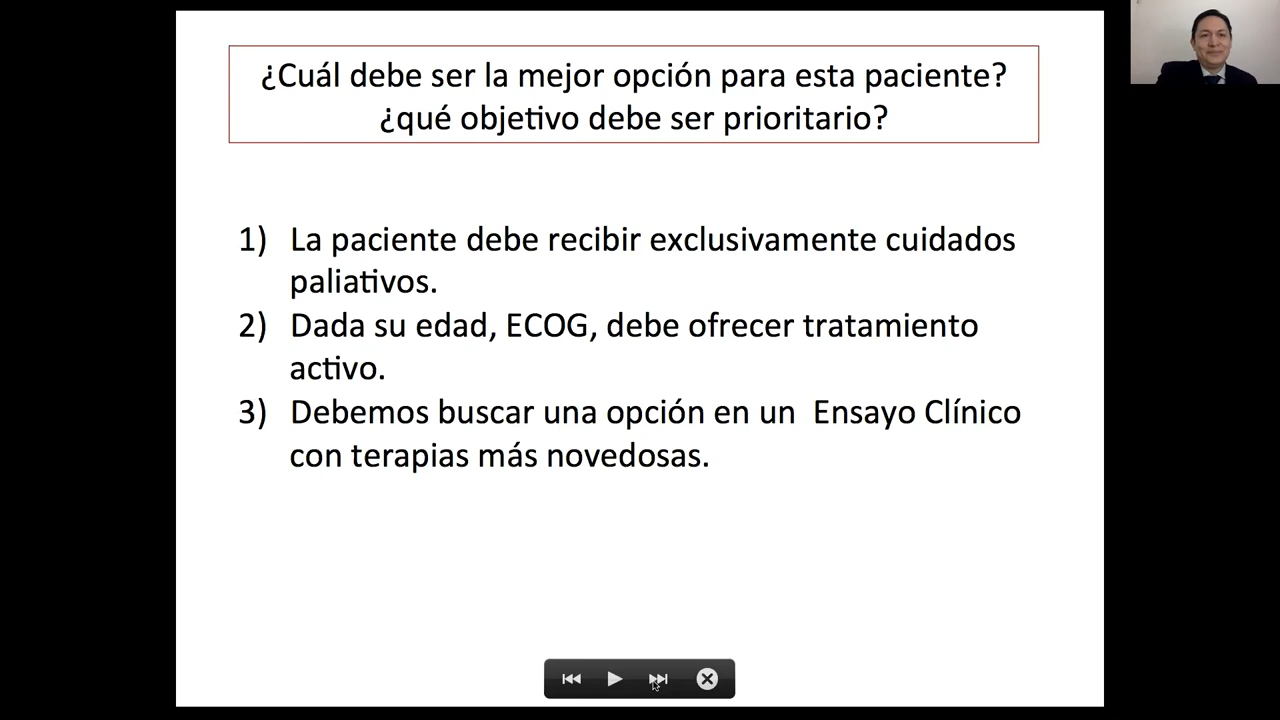 ¿Cuál debe ser la mejor opción para esta paciente?
¿qué objetivo debe ser prioritario?
1) La paciente debe recibir exclusivamente cuidados
paliativos.
2) Dada su edad, ECOG, debe ofrecer tratamiento
activo.
3) Debemos buscar una opción en un Ensayo Clínico
con terapias más novedosas.